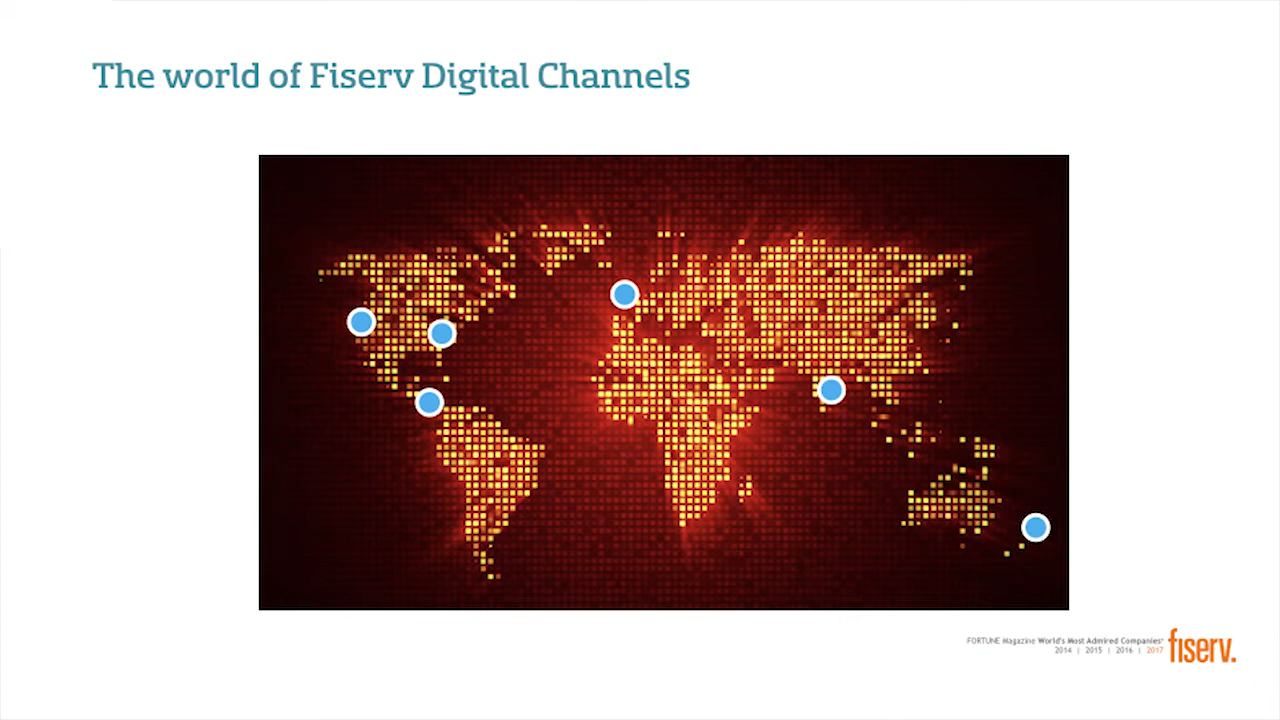 The world of Fiserv Digital Channels
FORTUNE Magazine World's Most Admired Companies®
2014 | 2015 | 2016 | 2017
fiserv.